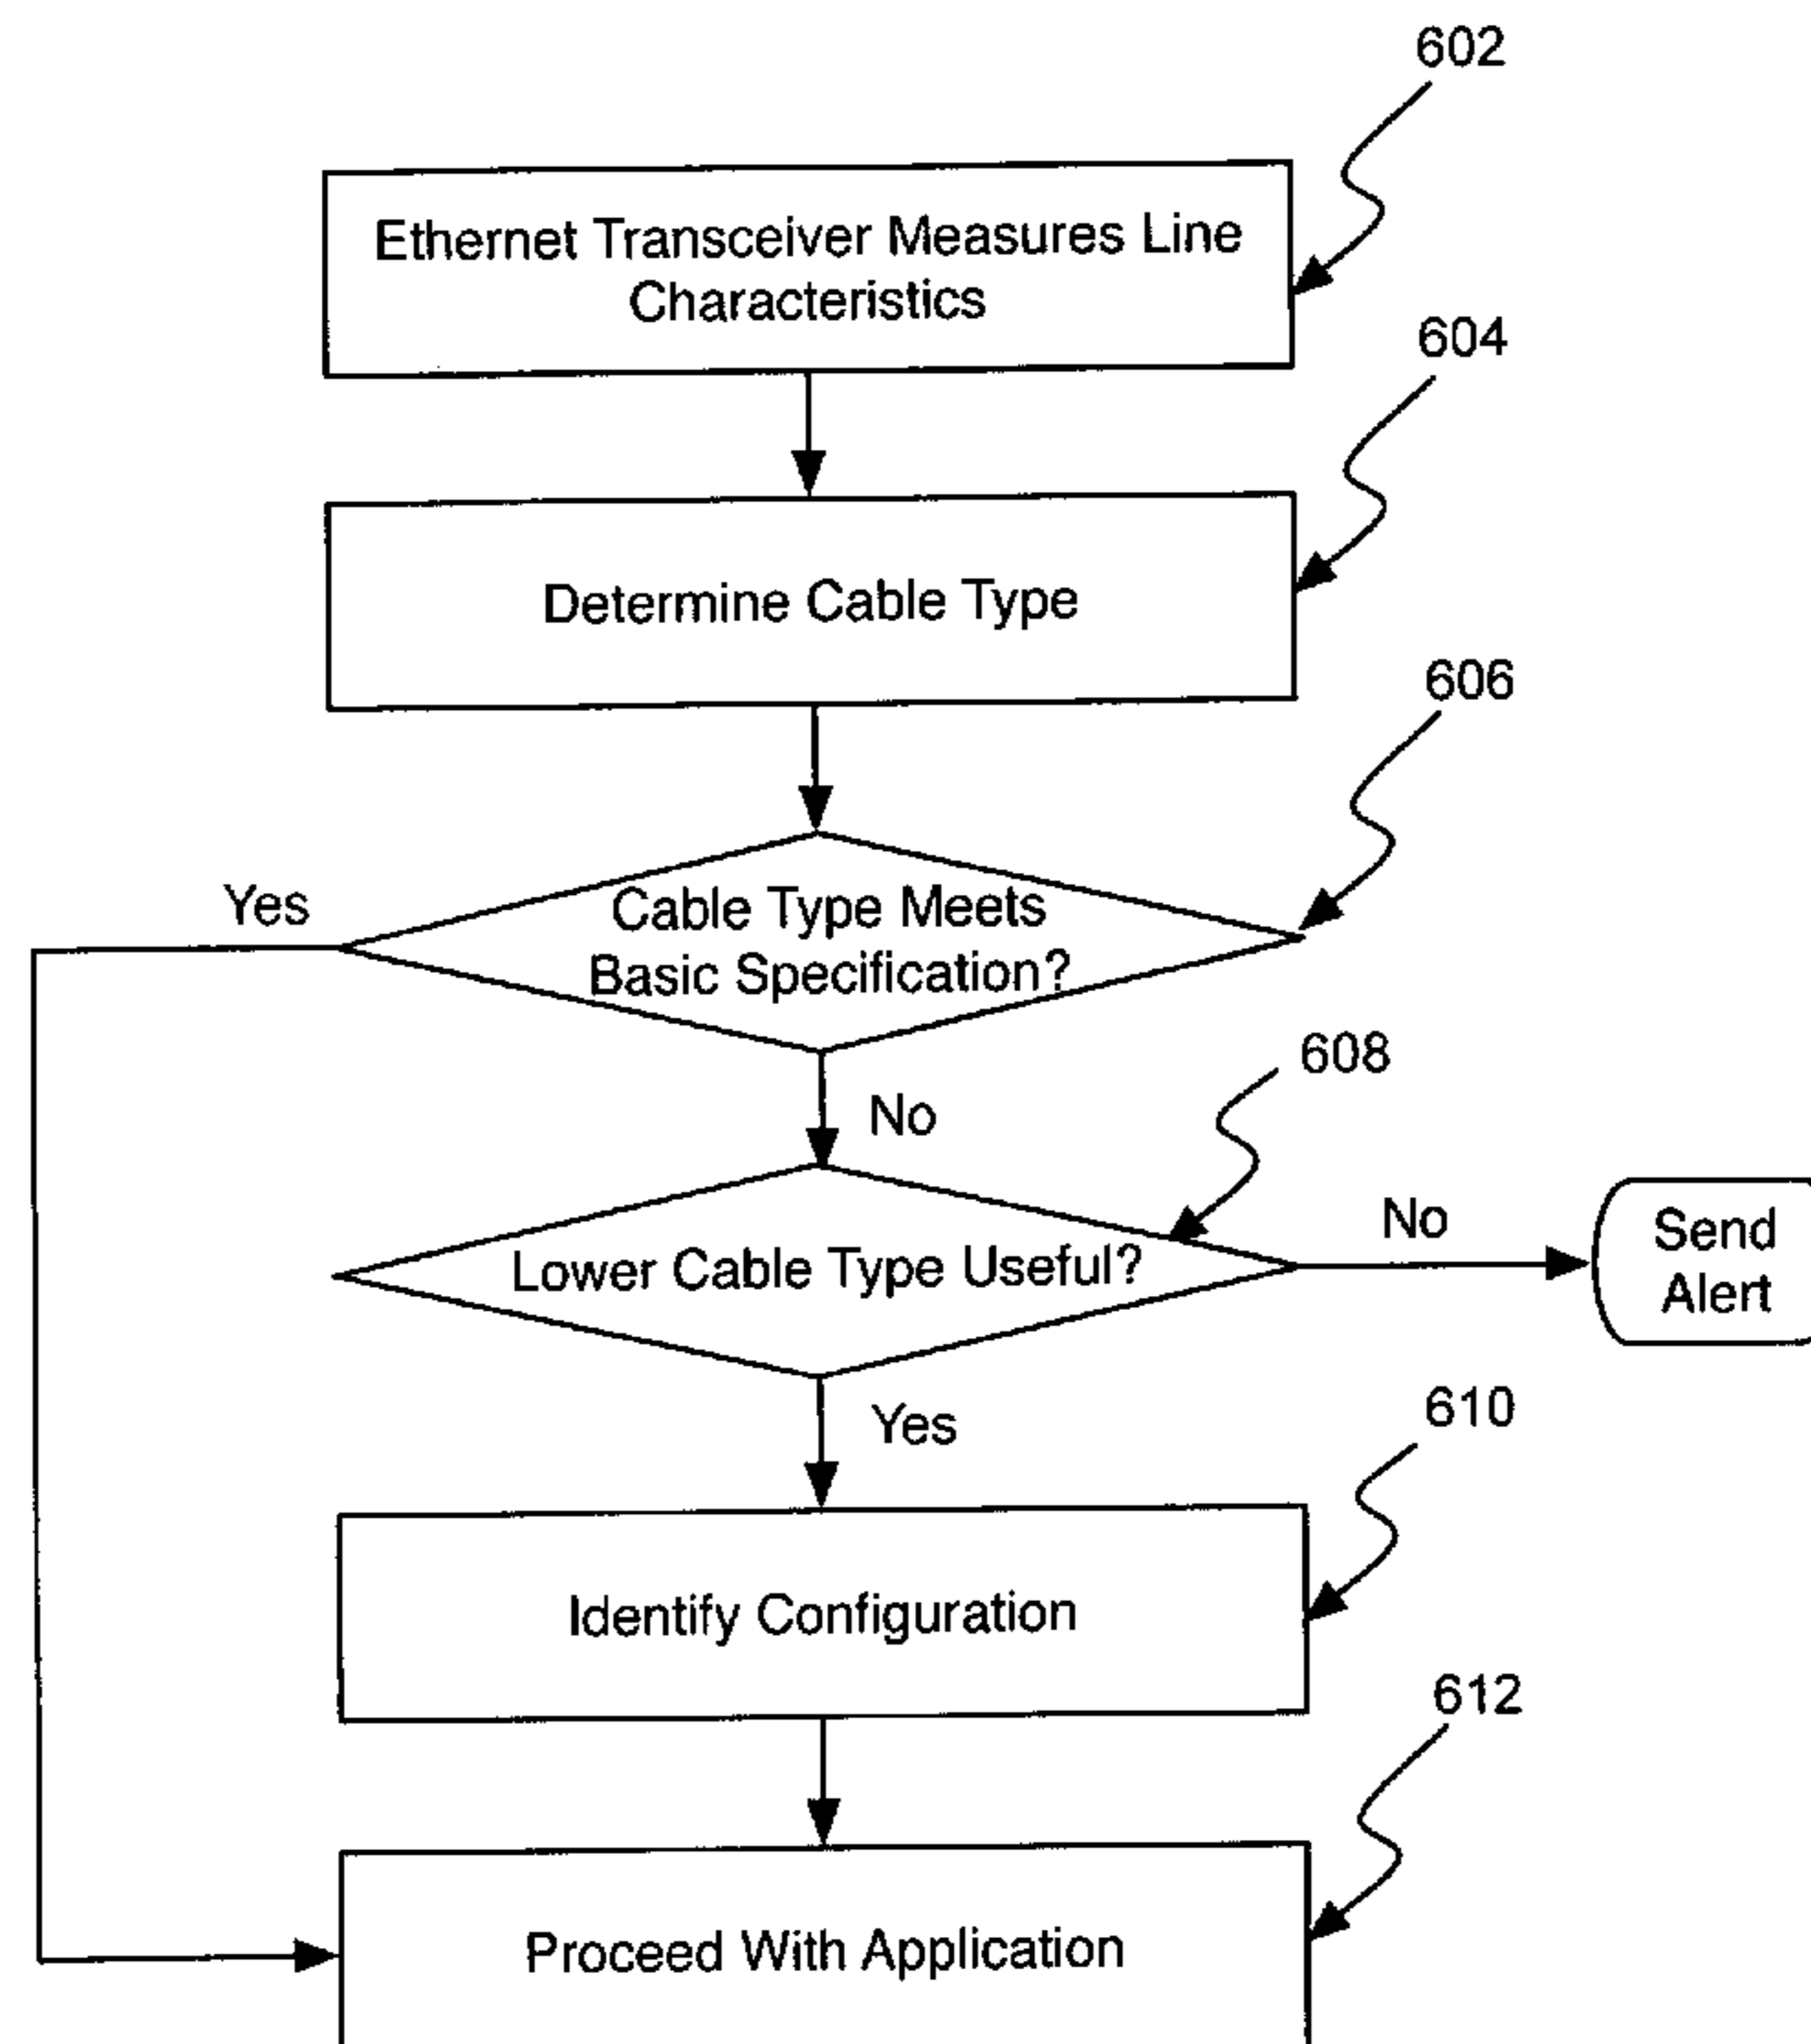 602
Ethernet Transceiver Measures Line
Characteristics
604
Determine Cable Type
606
Yes
Cable Type Meets
Basic Specification?
608
No
Lower Cable Type Useful?
No
Send
Alert
Yes
610
Identify Configuration
612
Proceed With Application